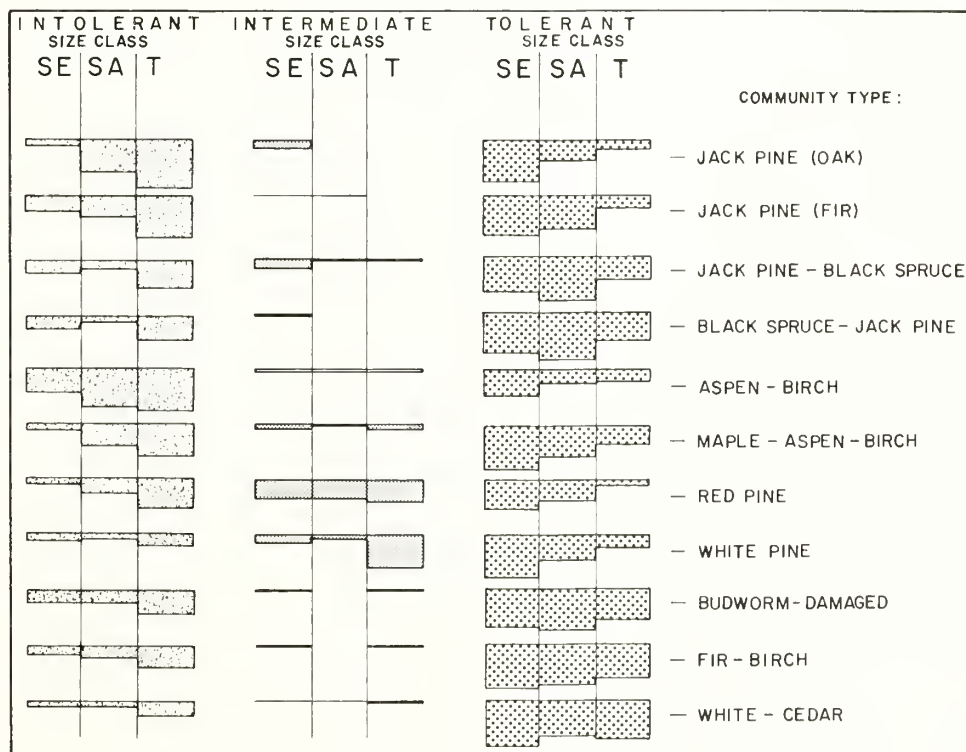 INTOLERANT INTERMEDIATE TOLERANT
SIZE CLASS SIZE CLASS SIZE CLASS
SE SA T SE SA T SE SA T
COMMUNITY TYPE:
— JACK PINE (OAK)
— JACK PINE (FIR)
— JACK PINE – BLACK SPRUCE
— BLACK SPRUCE – JACK PINE
— ASPEN – BIRCH
— MAPLE – ASPEN – BIRCH
— RED PINE
— WHITE PINE
— BUDWORM – DAMAGED
— FIR – BIRCH
— WHITE – CEDAR